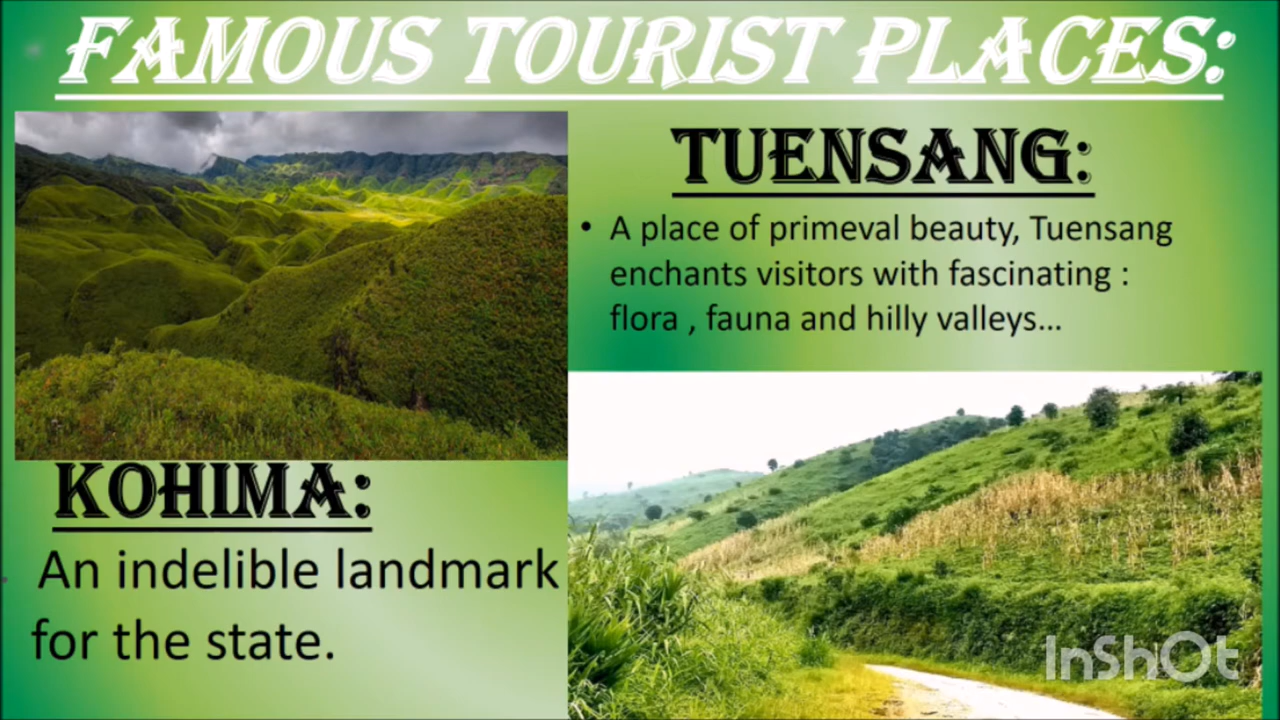 FAMOUS TOURIST PLACES:
TUENSANG:
• A place of primeval beauty, Tuensang
enchants visitors with fascinating :
flora , fauna and hilly valleys...
KOHIMA:
An indelible landmark
for the state.
InShOt